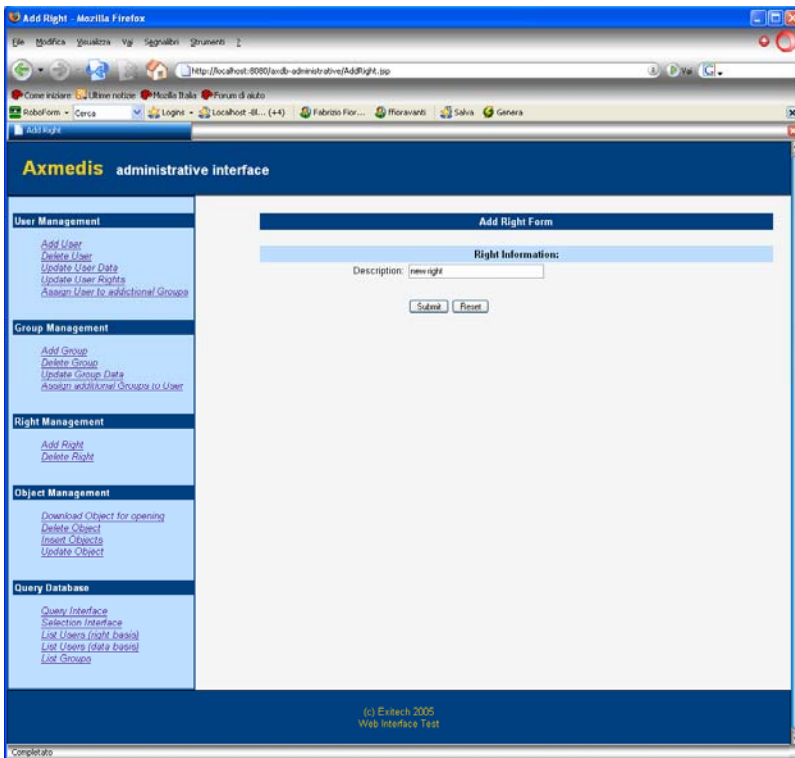 Add Right - Mozilla Firefox
File Modifica Visualizza Vai Segnalibri Strumenti ?
http://localhost:8080/axdb-administrative/AddRight.jsp Vai
Come iniziare Ultime notizie Mozilla Italia Forum di aiuto
RoboForm Cerca Logins Localhost -8l... (+4) Fabrizio Fior... ffioravanti Salva Genera
Add Right
Axmedis administrative interface
User Management
Add User
Delete User
Update User Data
Update User Rights
Assign User to addictional Groups
Group Management
Add Group
Delete Group
Update Group Data
Assign additional Groups to User
Right Management
Add Right
Delete Right
Object Management
Download Object for opening
Delete Object
Insert Objects
Update Object
Query Database
Query Interface
Selection Interface
List Users (right basis)
List Users (data basis)
List Groups
Add Right Form
Right Information:
Description: new right
Submit Reset
(c) Exitech 2005
Web Interface Test
Completato